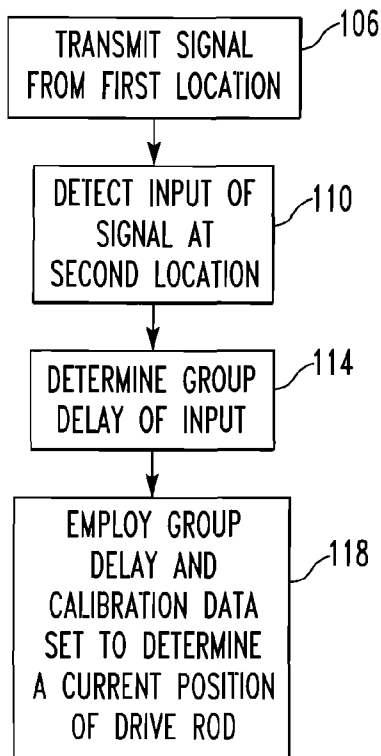 TRANSMIT SIGNAL
FROM FIRST LOCATION
106
DETECT INPUT OF
SIGNAL AT
SECOND LOCATION
110
DETERMINE GROUP
DELAY OF INPUT
114
EMPLOY GROUP
DELAY AND
CALIBRATION DATA
SET TO DETERMINE
A CURRENT POSITION
OF DRIVE ROD
118